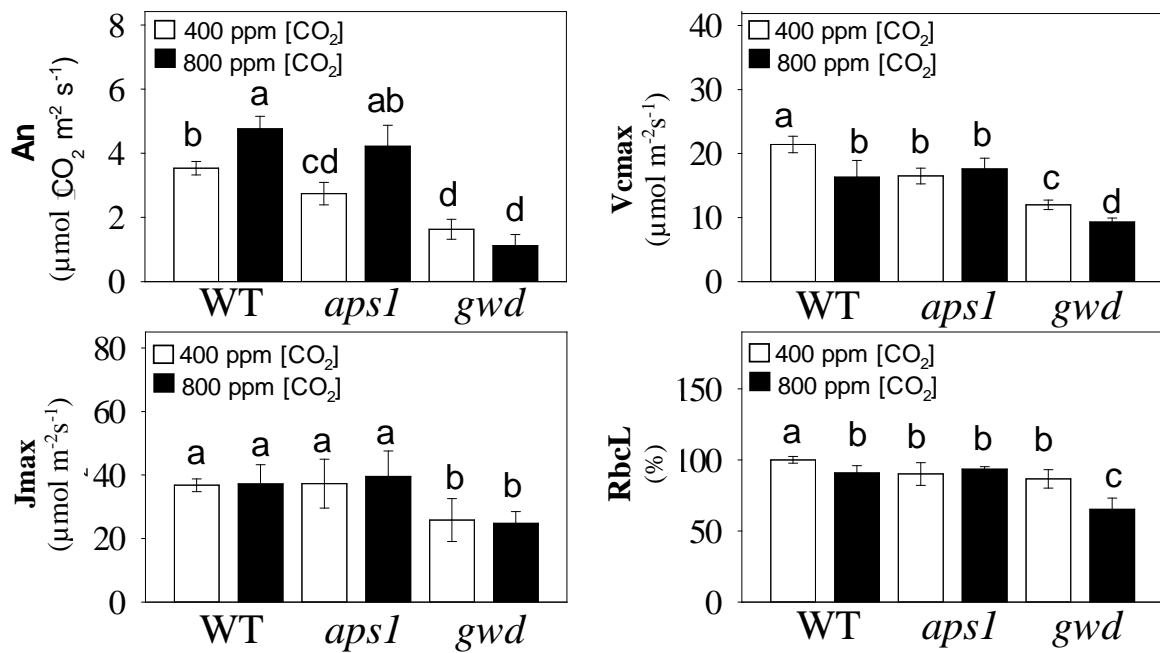 An
(µmol CO₂ m⁻² s⁻¹)
8
6
4
2
0
400 ppm [CO₂]
800 ppm [CO₂]
b
a
cd
ab
d
d
WT
aps1
gwd
Vcmax
(µmol m⁻²s⁻¹)
40
30
20
10
0
400 ppm [CO₂]
800 ppm [CO₂]
a
b
b
b
c
d
WT
aps1
gwd
Jmax
(µmol m⁻²s⁻¹)
80
60
40
20
0
400 ppm [CO₂]
800 ppm [CO₂]
a
a
a
a
b
b
WT
aps1
gwd
RbcL
(%)
150
100
50
0
400 ppm [CO₂]
800 ppm [CO₂]
a
b
b
b
b
c
WT
aps1
gwd